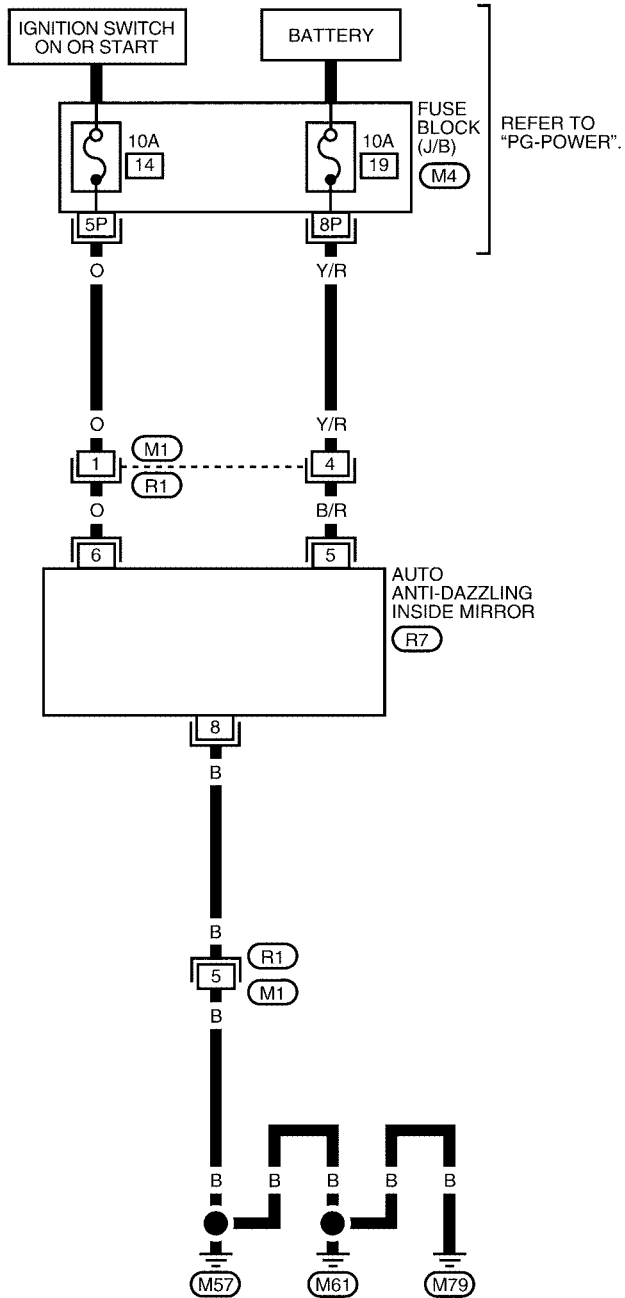 IGNITION SWITCH
ON OR START
BATTERY
FUSE
BLOCK
(J/B)
M4
REFER TO
“PG-POWER”.
10A
14
10A
19
5P
8P
O
Y/R
O
Y/R
M1
1
4
R1
O
B/R
6
5
AUTO
ANTI-DAZZLING
INSIDE MIRROR
R7
8
B
B
R1
5
M1
B
B
B
B
B
B
M57
M61
M79